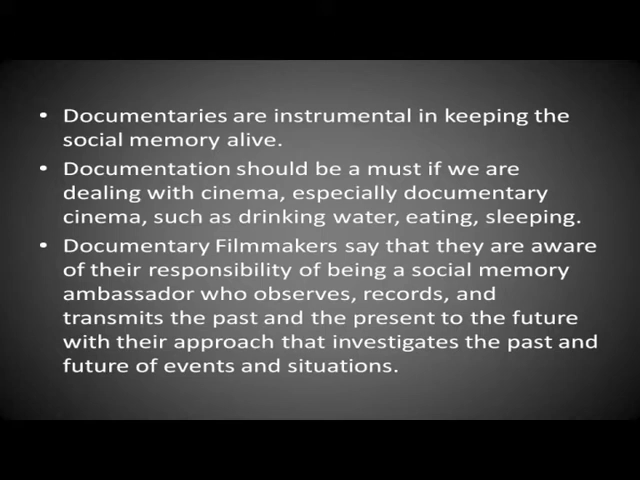 • Documentaries are instrumental in keeping the
social memory alive.
• Documentation should be a must if we are
dealing with cinema, especially documentary
cinema, such as drinking water, eating, sleeping.
• Documentary Filmmakers say that they are aware
of their responsibility of being a social memory
ambassador who observes, records, and
transmits the past and the present to the future
with their approach that investigates the past and
future of events and situations.